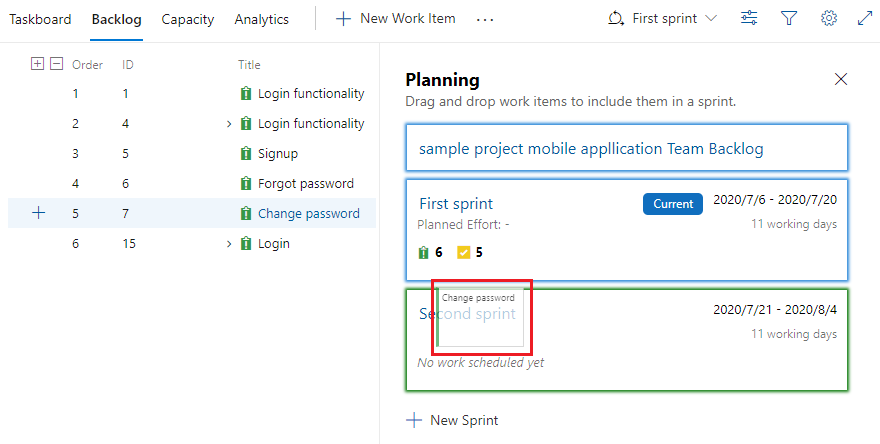 Taskboard Backlog Capacity Analytics New Work Item ... First sprint
Order ID Title
1 1 Login functionality
2 4 Login functionality
3 5 Signup
4 6 Forgot password
5 7 Change password
6 15 Login
Planning
Drag and drop work items to include them in a sprint.
sample project mobile appllication Team Backlog
First sprint Current 2020/7/6 - 2020/7/20
Planned Effort: - 11 working days
6 5
Change password
Second sprint 2020/7/21 - 2020/8/4
11 working days
No work scheduled yet
New Sprint